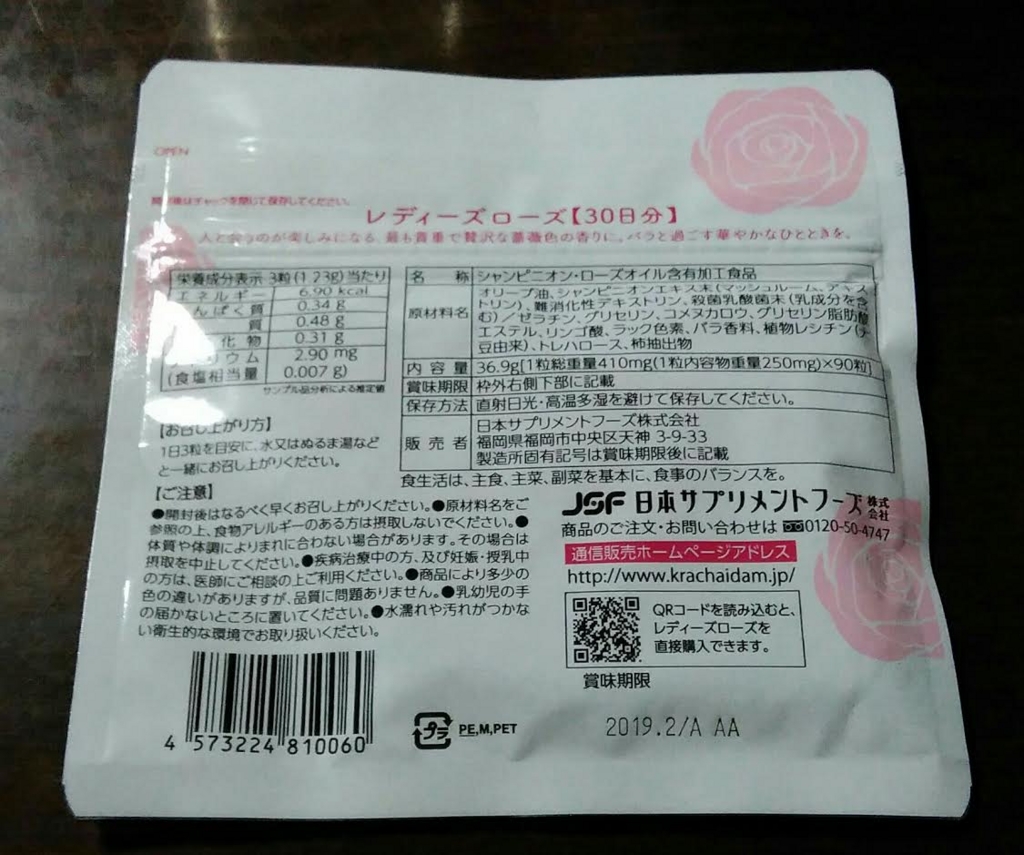 OPEN
はチャックを閉じて保存してください。
レディーズローズ【30日分】
人と会うのが楽しみになる、最も貴重で贅沢な薔薇色の香りに。バラと過ごす華やかなひとときを、
栄養成分表示 3粒(1.23g)当たり
エネルギー 6.90 kcal
んぱく質 0.34 g
質 0.48 g
化物 0.31 g
リウム 2.90 mg
(食塩相当量 0.007 g)
サンプル品分析による推定値
【お召し上がり方】
1日3粒を目安に、水又はぬるま湯など
と一緒にお召し上がりください。
名称 シャンピニオン・ローズオイル含有加工食品
原材料名 オリーブ油、シャンピニオンエキス末(マッシュルーム、デキス
トリン)、難消化性デキストリン、殺菌乳酸菌末(乳成分を含
む)/ゼラチン、グリセリン、コメヌカロウ、グリセリン脂肪酸
エステル、リンゴ酸、ラック色素、バラ香料、植物レシチン(大
豆由来)、トレハロース、柿抽出物
内容量 36.9g[1粒総重量410mg(1粒内容物重量250mg)×90粒]
賞味期限 枠外右側下部に記載
保存方法 直射日光・高温多湿を避けて保存してください。
販売者 日本サプリメントフーズ株式会社
福岡県福岡市中央区天神 3-9-33
製造所固有記号は賞味期限後に記載
食生活は、主食、主菜、副菜を基本に、食事のバランスを。
【ご注意】
●開封後はなるべく早くお召し上がりください。●原材料名をご
参照の上、食物アレルギーのある方は摂取しないでください。●
体質や体調によりまれに合わない場合があります。その場合は
摂取を中止してください。●疾病治療中の方、及び妊娠・授乳中
の方は、医師にご相談の上ご利用ください。●商品により多少の
色の違いがありますが、品質に問題ありません。●乳幼児の手
の届かないところに置いてください。●水濡れや汚れがつかな
い衛生的な環境でお取り扱いください。
JSF 日本サプリメントフーズ株式会社
商品のご注文・お問い合わせは 0120-50-4747
通信販売ホームページアドレス
http://www.krachaidam.jp/
QRコードを読み込むと、
レディーズローズを
直接購入できます。
賞味期限
2019.2/A AA
4 573224 810060
プラ PE,M,PET